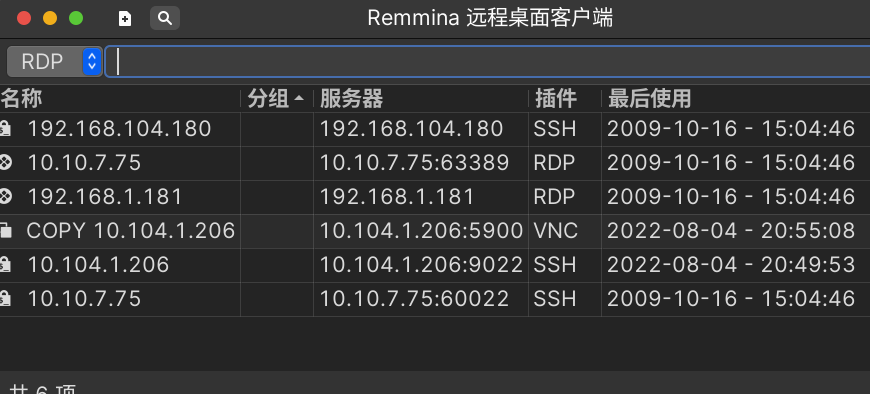 Remmina 远程桌面客户端
RDP
名称 分组 服务器 插件 最后使用
192.168.104.180 192.168.104.180 SSH 2009-10-16 - 15:04:46
10.10.7.75 10.10.7.75:63389 RDP 2009-10-16 - 15:04:46
192.168.1.181 192.168.1.181 RDP 2009-10-16 - 15:04:46
COPY 10.104.1.206 10.104.1.206:5900 VNC 2022-08-04 - 20:55:08
10.104.1.206 10.104.1.206:9022 SSH 2022-08-04 - 20:49:53
10.10.7.75 10.10.7.75:60022 SSH 2009-10-16 - 15:04:46
共 6 项